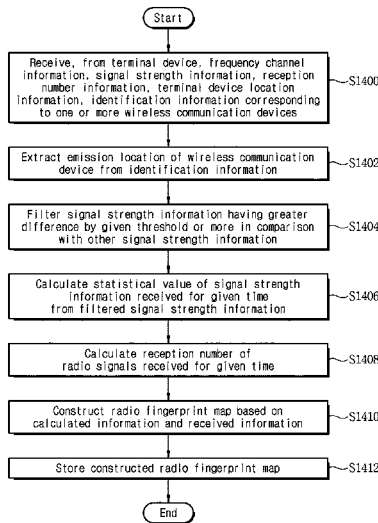 Start
Receive, from terminal device, frequency channel
information, signal strength information, reception
number information, terminal device location
information, identification information corresponding
to one or more wireless communication devices
S1400
Extract emission location of wireless communication
device from identification information
S1402
Filter signal strength information having greater
difference by given threshold or more in comparison
with other signal strength information
S1404
Calculate statistical value of signal strength
information received for given time
from filtered signal strength information
S1406
Calculate reception number of
radio signals received for given time
S1408
Construct radio fingerprint map based on
calculated information and received information
S1410
Store constructed radio fingerprint map
S1412
End